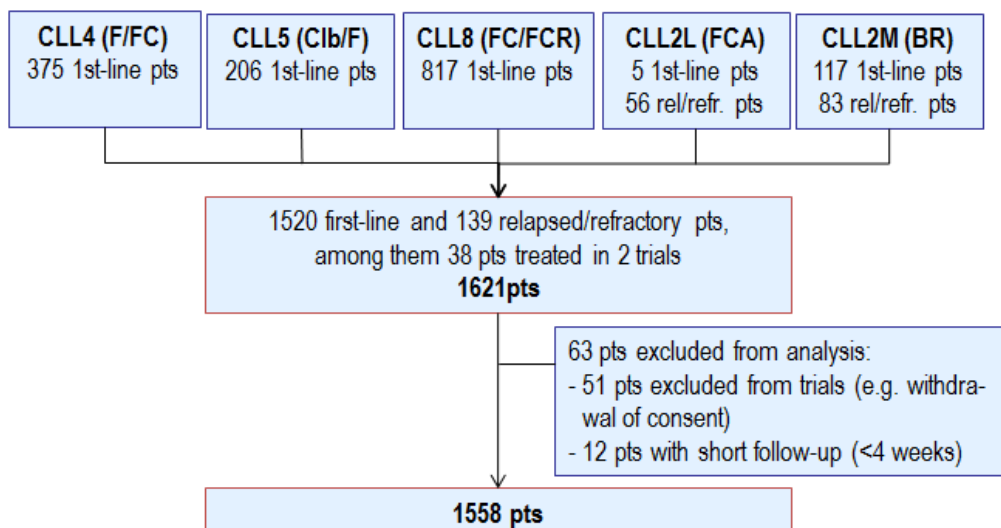 CLL4 (F/FC)
375 1st-line pts
CLL5 (Clb/F)
206 1st-line pts
CLL8 (FC/FCR)
817 1st-line pts
CLL2L (FCA)
5 1st-line pts
56 rel/refr. pts
CLL2M (BR)
117 1st-line pts
83 rel/refr. pts
1520 first-line and 139 relapsed/refractory pts,
among them 38 pts treated in 2 trials
1621pts
63 pts excluded from analysis:
- 51 pts excluded from trials (e.g. withdra-
wal of consent)
- 12 pts with short follow-up (<4 weeks)
1558 pts